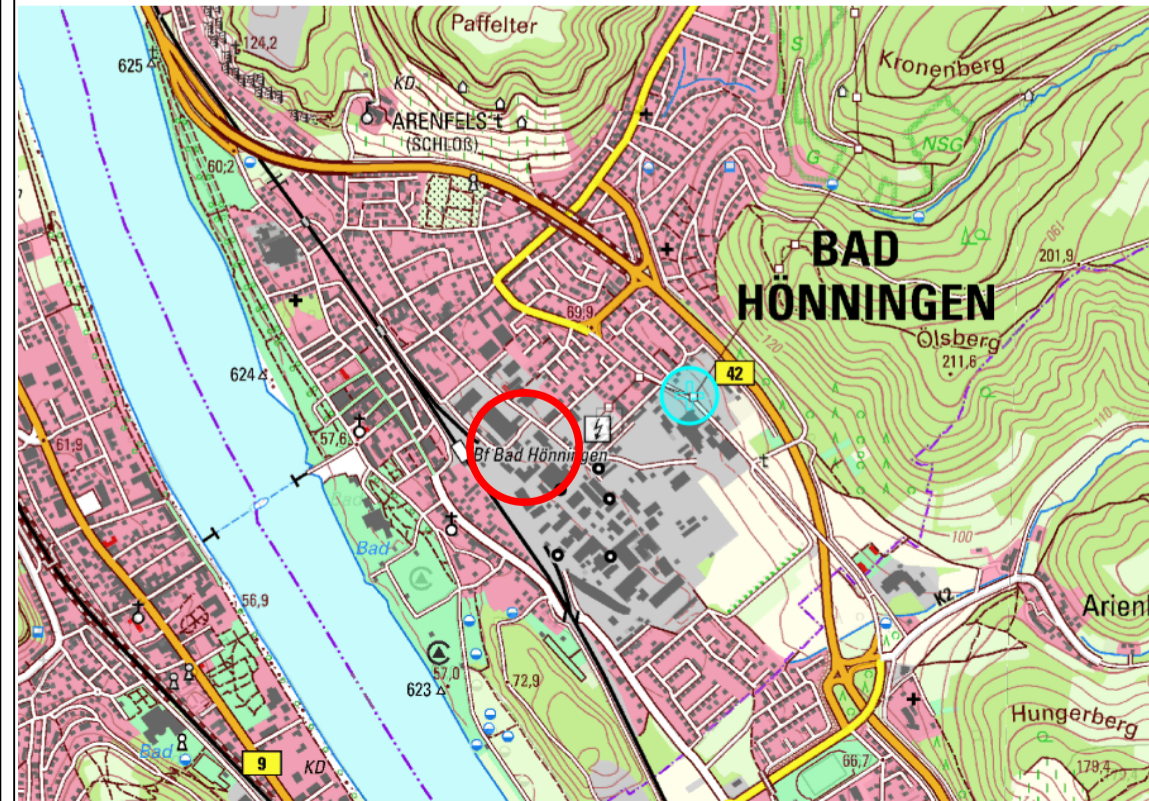 Paffelter
124,2
625
KD
Kronenberg
ARENFELS
(SCHLOß)
S
NSG
G
60,2
BAD
HÖNNINGEN
190
201,9
69,9
Ölsberg
211,6
120
42
624
110
57,6
61,9
Bf Bad Hönningen
Bad
Bad
100
56,9
K2
Arienh
57,0
623
72,9
Hungerberg
Bad
9
KD
66,7
179,4